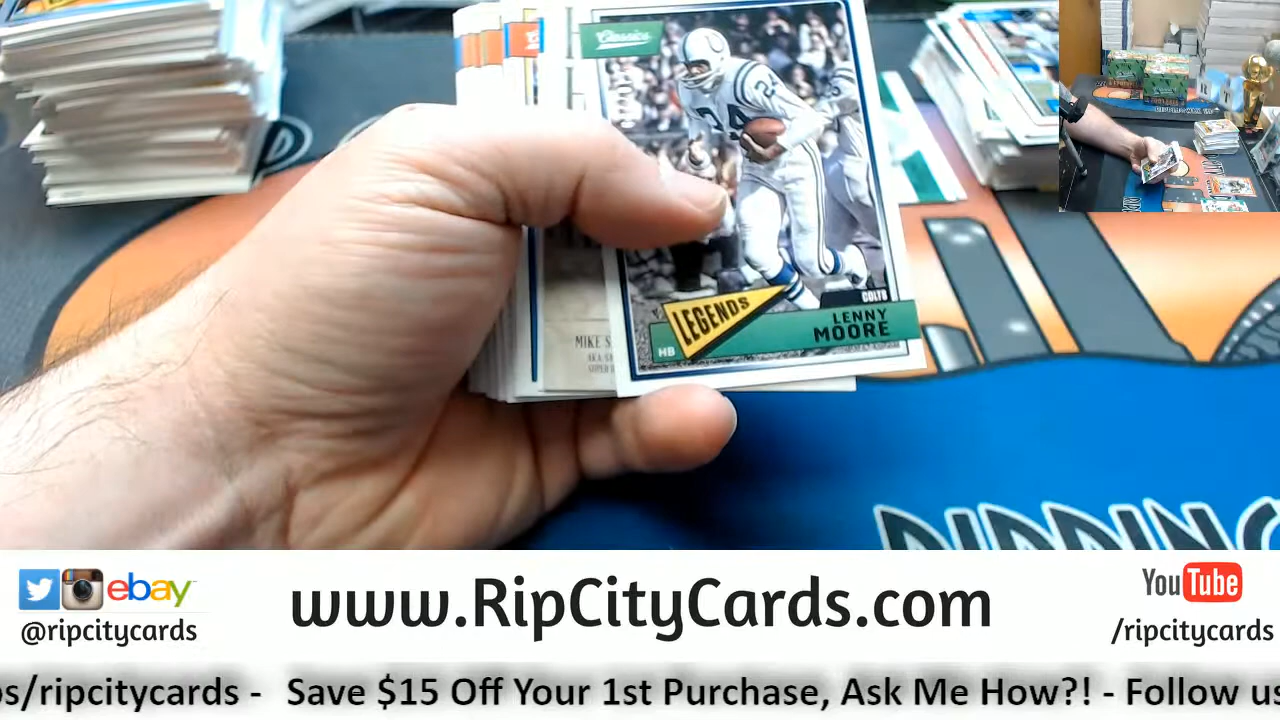 Classics
24
LEGENDS
COLTS
LENNY
MOORE
HB
MIKE S
RIPPING
ebay
@ripcitycards
www.RipCityCards.com
YouTube
/ripcitycards
os/ripcitycards - Save $15 Off Your 1st Purchase, Ask Me How?! - Follow us